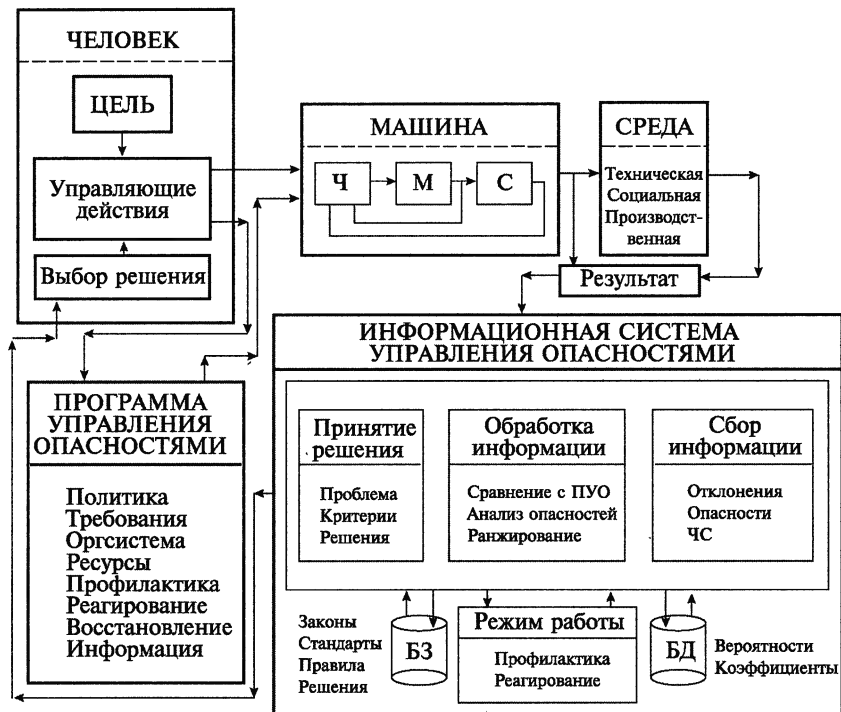 ЧЕЛОВЕК
ЦЕЛЬ
Управляющие
действия
Выбор решения
МАШИНА
Ч
М
С
СРЕДА
Техническая
Социальная
Производст-
венная
Результат
ПРОГРАММА
УПРАВЛЕНИЯ
ОПАСНОСТЯМИ
Политика
Требования
Оргсистема
Ресурсы
Профилактика
Реагирование
Восстановление
Информация
ИНФОРМАЦИОННАЯ СИСТЕМА
УПРАВЛЕНИЯ ОПАСНОСТЯМИ
Принятие
решения
Проблема
Критерии
Решения
Обработка
информации
Сравнение с ПУО
Анализ опасностей
Ранжирование
Сбор
информации
Отклонения
Опасности
ЧС
Законы
Стандарты
Правила
Решения
БЗ
Режим работы
Профилактика
Реагирование
БД
Вероятности
Коэффициенты